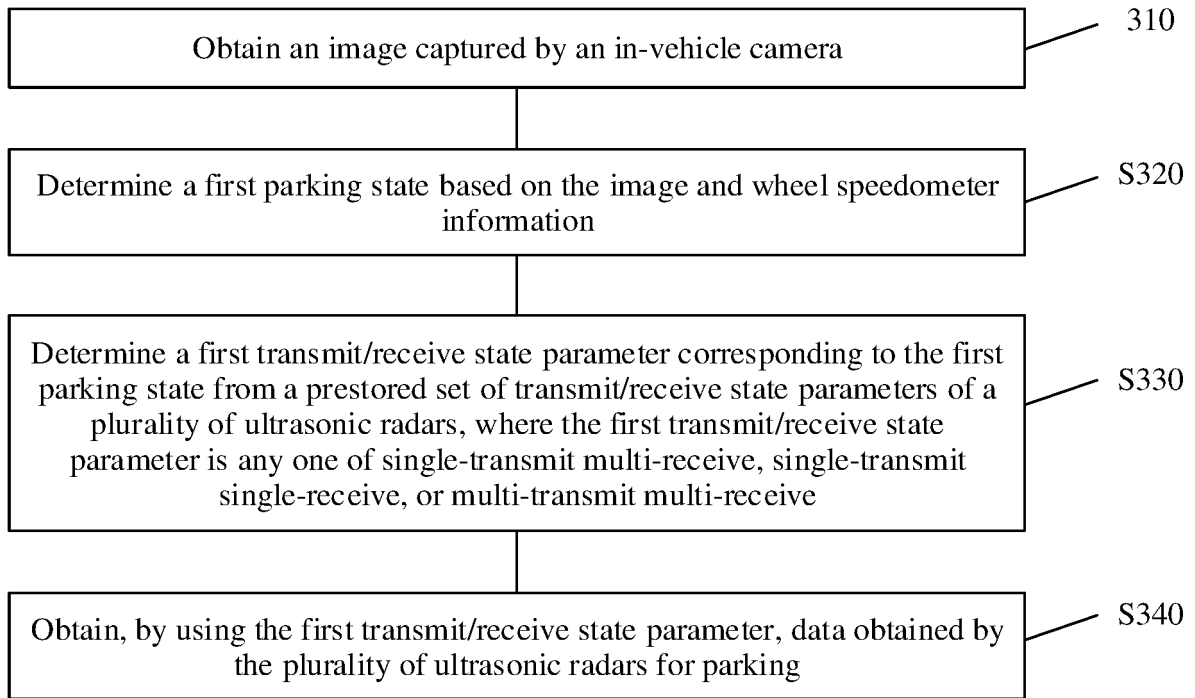 310
Obtain an image captured by an in-vehicle camera
S320
Determine a first parking state based on the image and wheel speedometer
information
S330
Determine a first transmit/receive state parameter corresponding to the first
parking state from a prestored set of transmit/receive state parameters of a
plurality of ultrasonic radars, where the first transmit/receive state
parameter is any one of single-transmit multi-receive, single-transmit
single-receive, or multi-transmit multi-receive
S340
Obtain, by using the first transmit/receive state parameter, data obtained by
the plurality of ultrasonic radars for parking